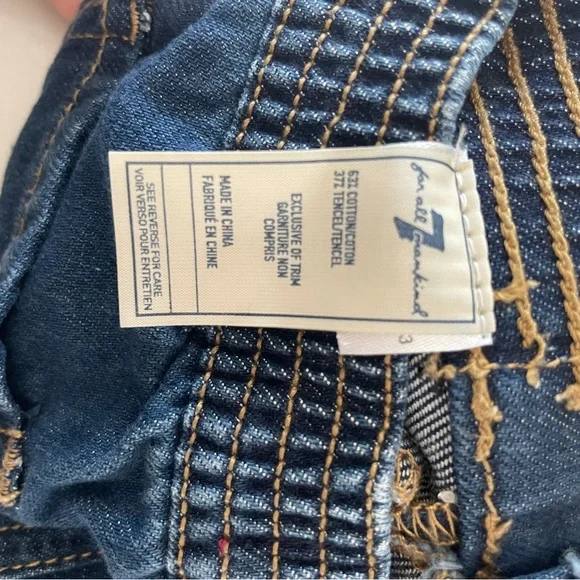 7
for all mankind
63% COTTON/COTON
37% TENCEL/TENCEL
EXCLUSIVE OF TRIM
GARNITURE NON
COMPRIS
MADE IN CHINA
FABRIQUÉ EN CHINE
SEE REVERSE FOR CARE
VOIR VERSO POUR ENTRETIEN
3